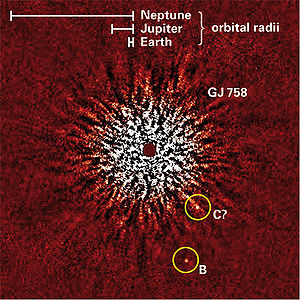 Neptune
Jupiter
Earth
orbital radii
GJ 758
C?
B